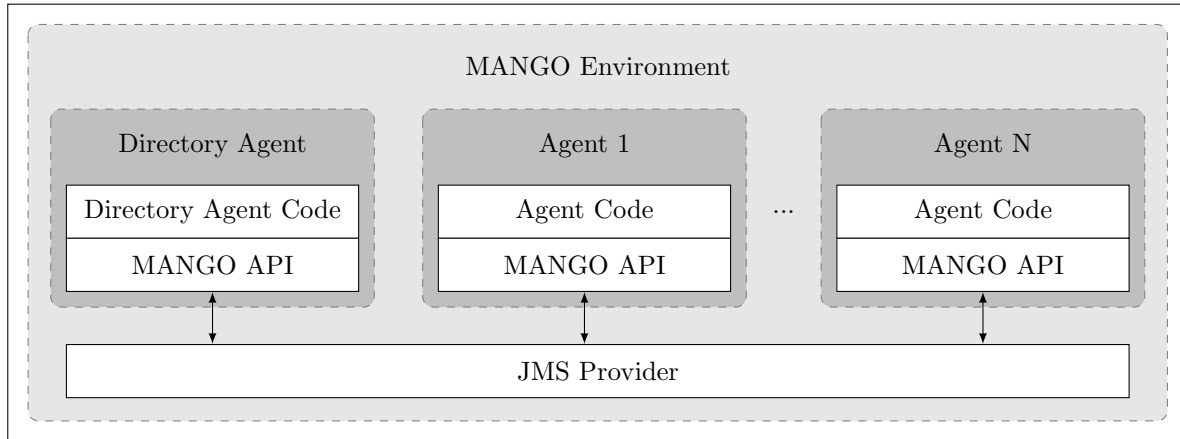 MANGO Environment
Directory Agent
Directory Agent Code
MANGO API
Agent 1
Agent Code
MANGO API
...
Agent N
Agent Code
MANGO API
JMS Provider